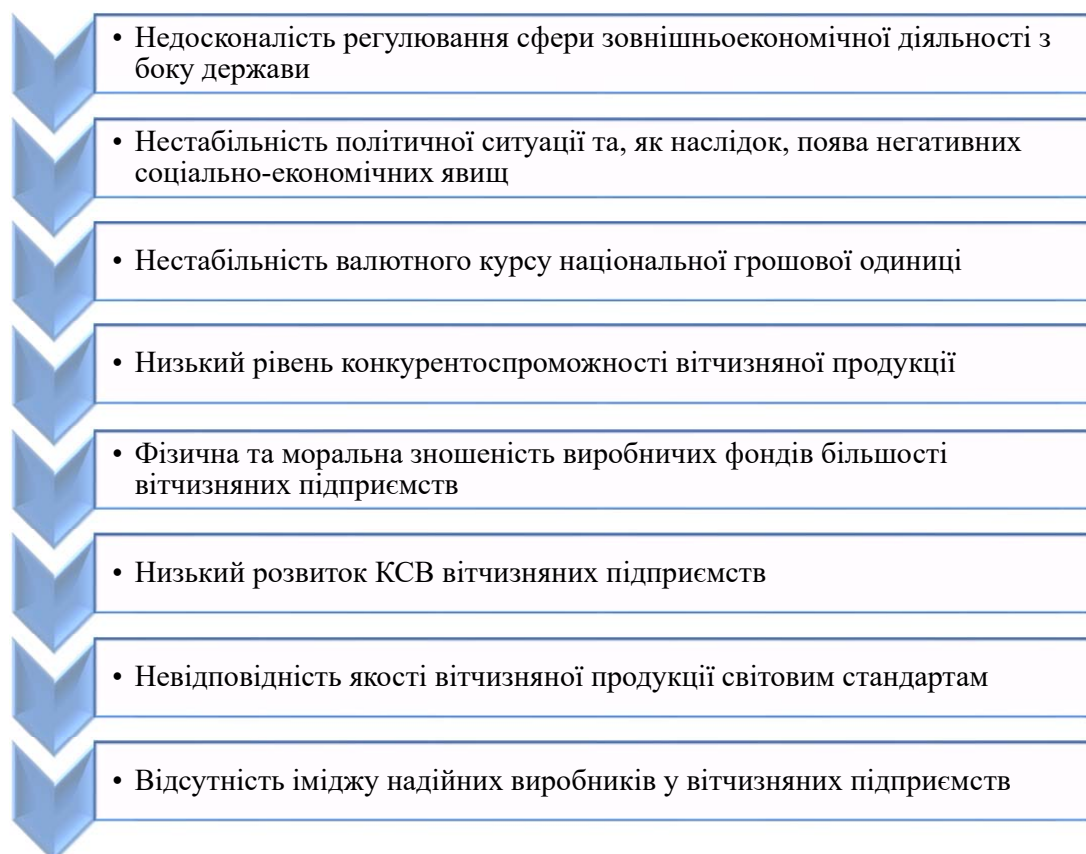 • Недосконалість регулювання сфери зовнішньоекономічної діяльності з
боку держави
• Нестабільність політичної ситуації та, як наслідок, поява негативних
соціально-економічних явищ
• Нестабільність валютного курсу національної грошової одиниці
• Низький рівень конкурентоспроможності вітчизняної продукції
• Фізична та моральна зношеність виробничих фондів більшості
вітчизняних підприємств
• Низький розвиток КСВ вітчизняних підприємств
• Невідповідність якості вітчизняної продукції світовим стандартам
• Відсутність іміджу надійних виробників у вітчизняних підприємств